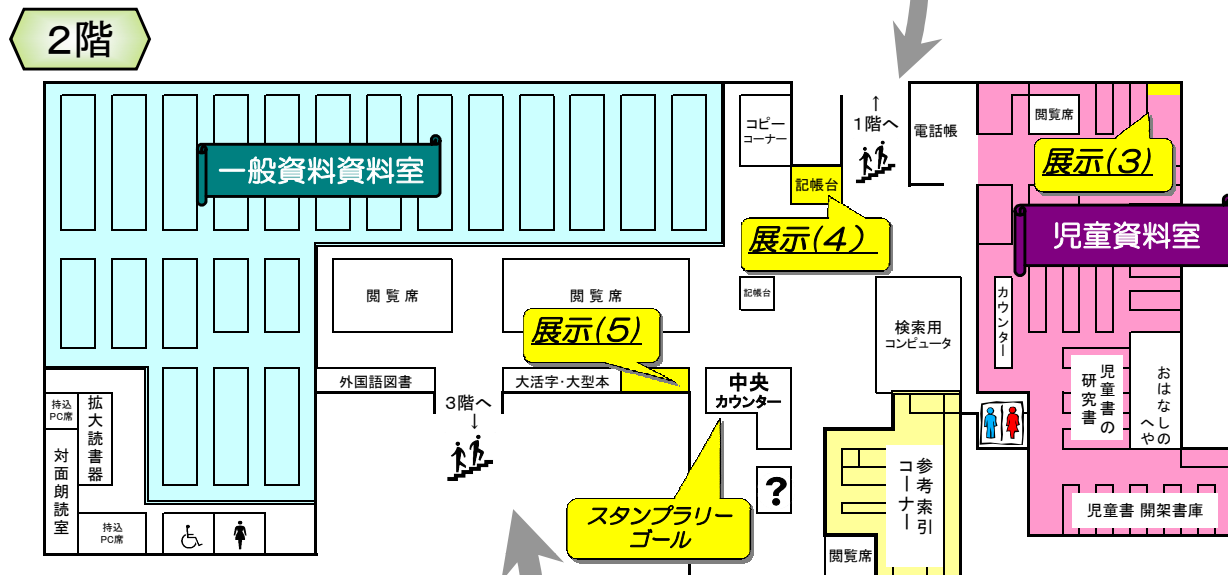 2階
コピー
コーナー
↑
1階へ
電話帳
閲覧席
展示(3)
一般資料資料室
記帳台
展示(4)
児童資料室
閲覧席
閲覧席
記帳台
カウンター
検索用
コンピュータ
展示(5)
外国語図書
大活字・大型本
中央
カウンター
3階へ
↓
持込
PC席
拡大読書器
対面朗読室
児童書の
研究書
おはなしの
へや
参考索引
コーナー
?
スタンプラリー
ゴール
児童書 開架書庫
持込
PC席
閲覧席